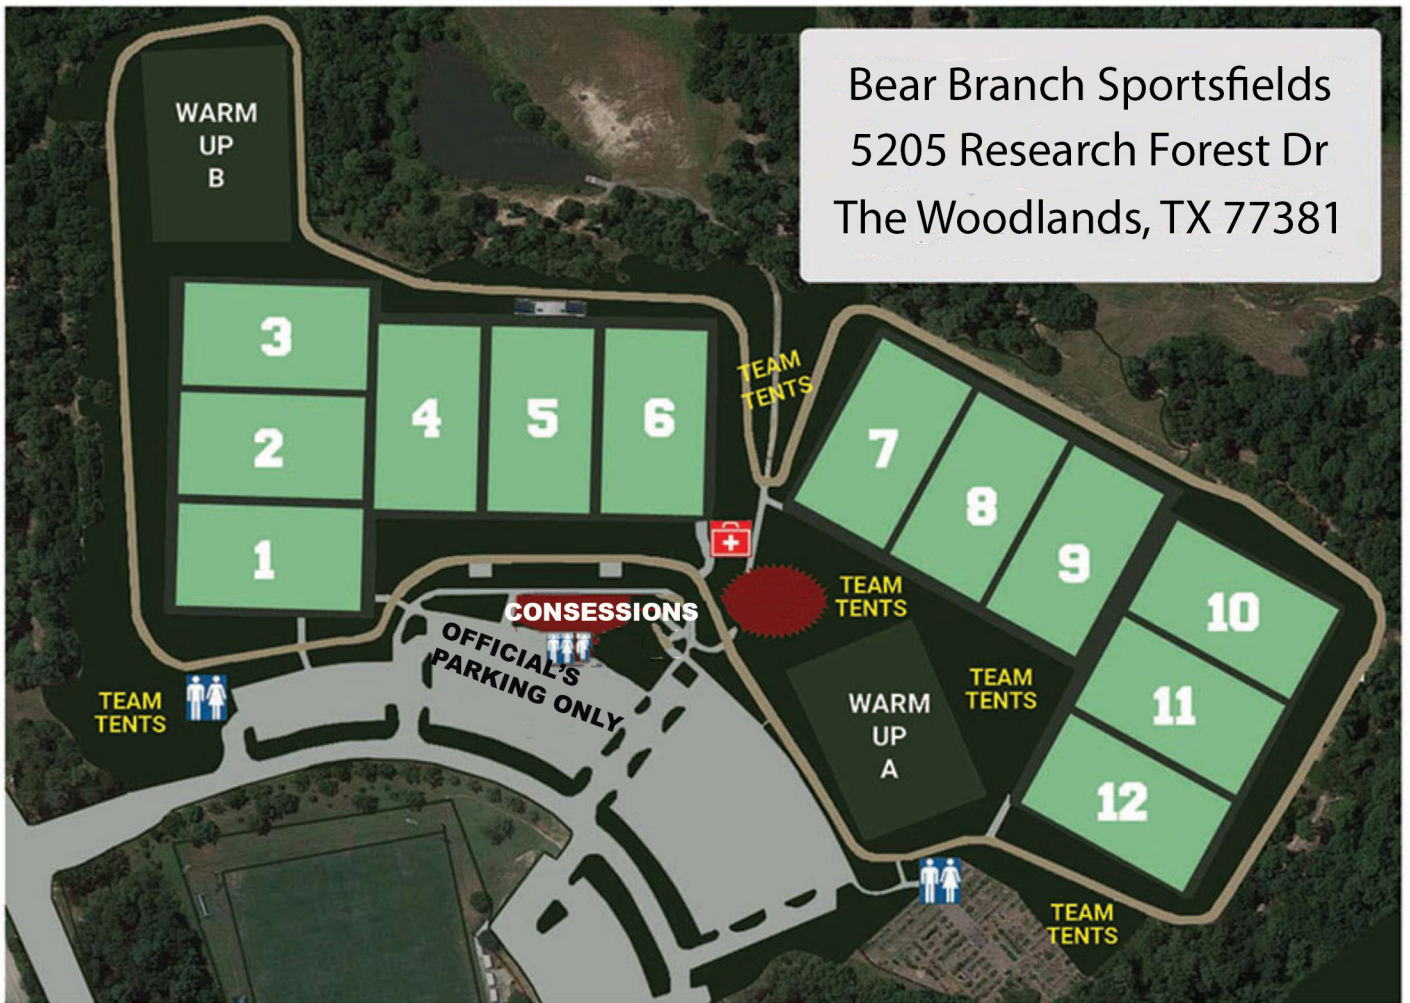 Bear Branch Sportsfields
5205 Research Forest Dr
The Woodlands, TX 77381
WARM
UP
B
3
2
1
4
5
6
TEAM
TENTS
7
8
9
10
11
12
TEAM
TENTS
CONSESSIONS
OFFICIAL'S
PARKING ONLY
TEAM
TENTS
WARM
UP
A
TEAM
TENTS
TEAM
TENTS